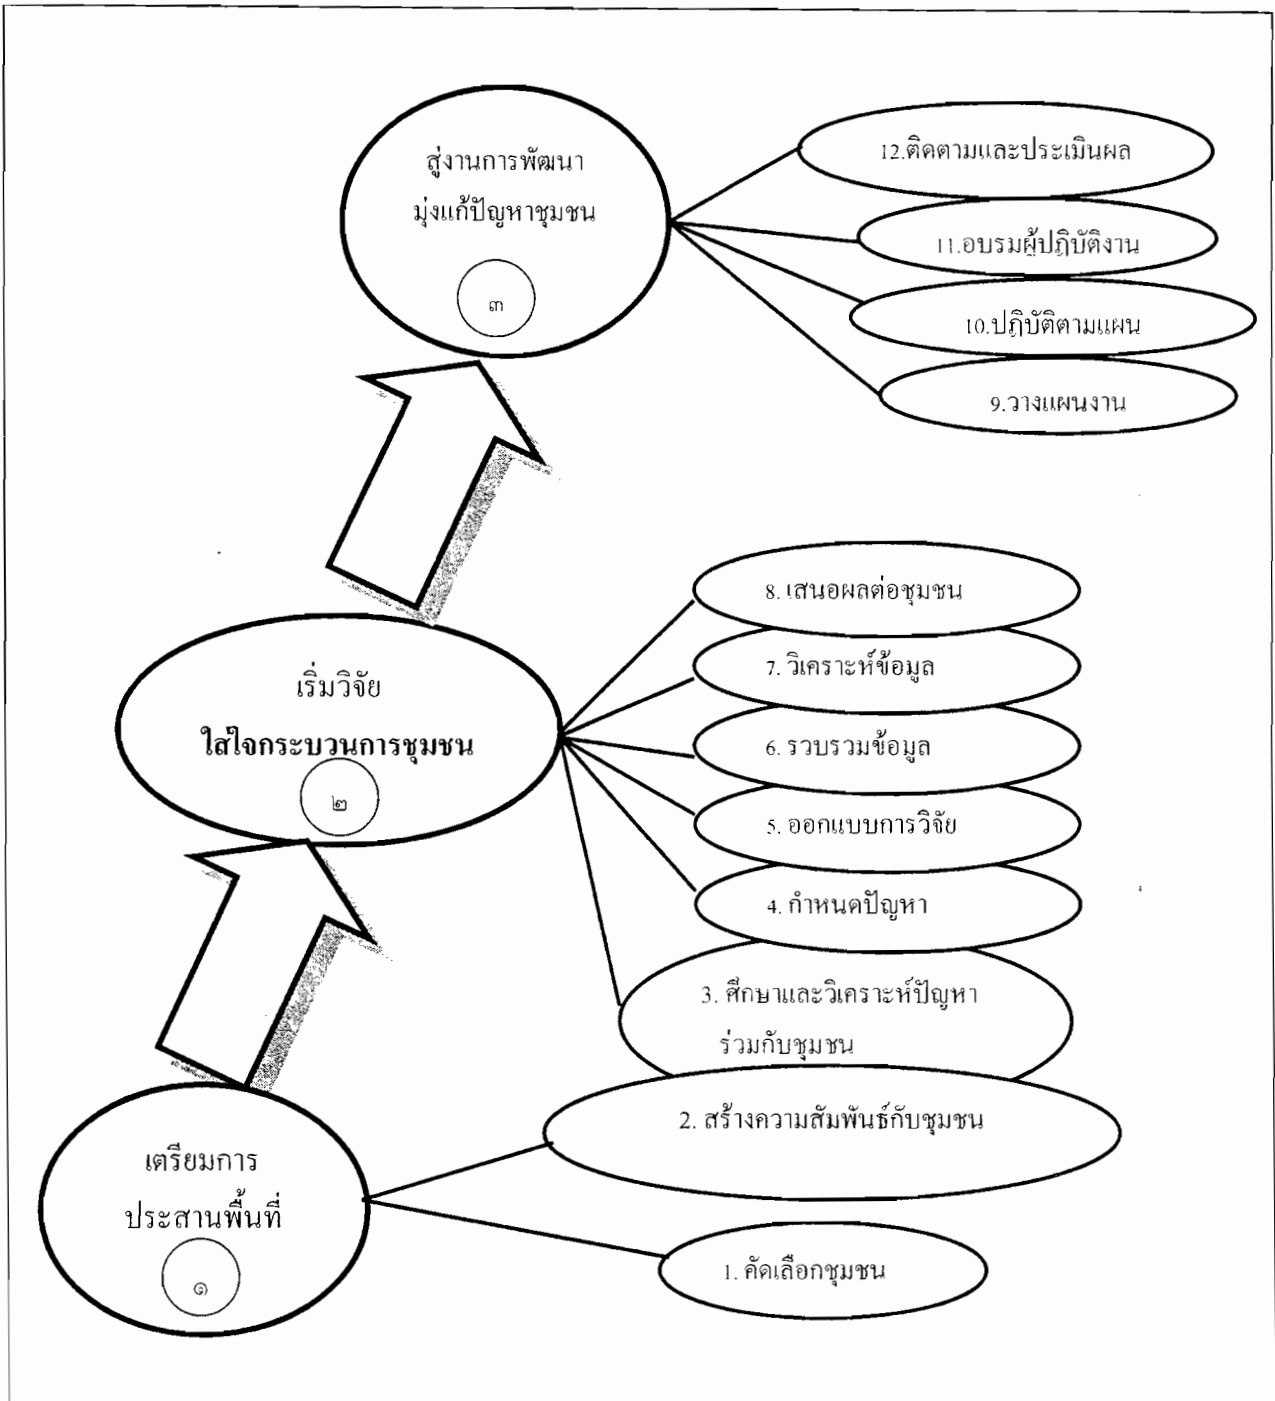 สู่งานการพัฒนา
มุ่งแก้ปัญหาชุมชน
๓
12.ติดตามและประเมินผล
11.อบรมผู้ปฏิบัติงาน
10.ปฏิบัติตามแผน
9.วางแผนงาน
เริ่มวิจัย
ใส่ใจกระบวนการชุมชน
๒
8. เสนอผลต่อชุมชน
7. วิเคราะห์ข้อมูล
6. รวบรวมข้อมูล
5. ออกแบบการวิจัย
4. กำหนดปัญหา
3. ศึกษาและวิเคราะห์ปัญหา
ร่วมกับชุมชน
เตรียมการ
ประสานพื้นที่
๑
2. สร้างความสัมพันธ์กับชุมชน
1. คัดเลือกชุมชน